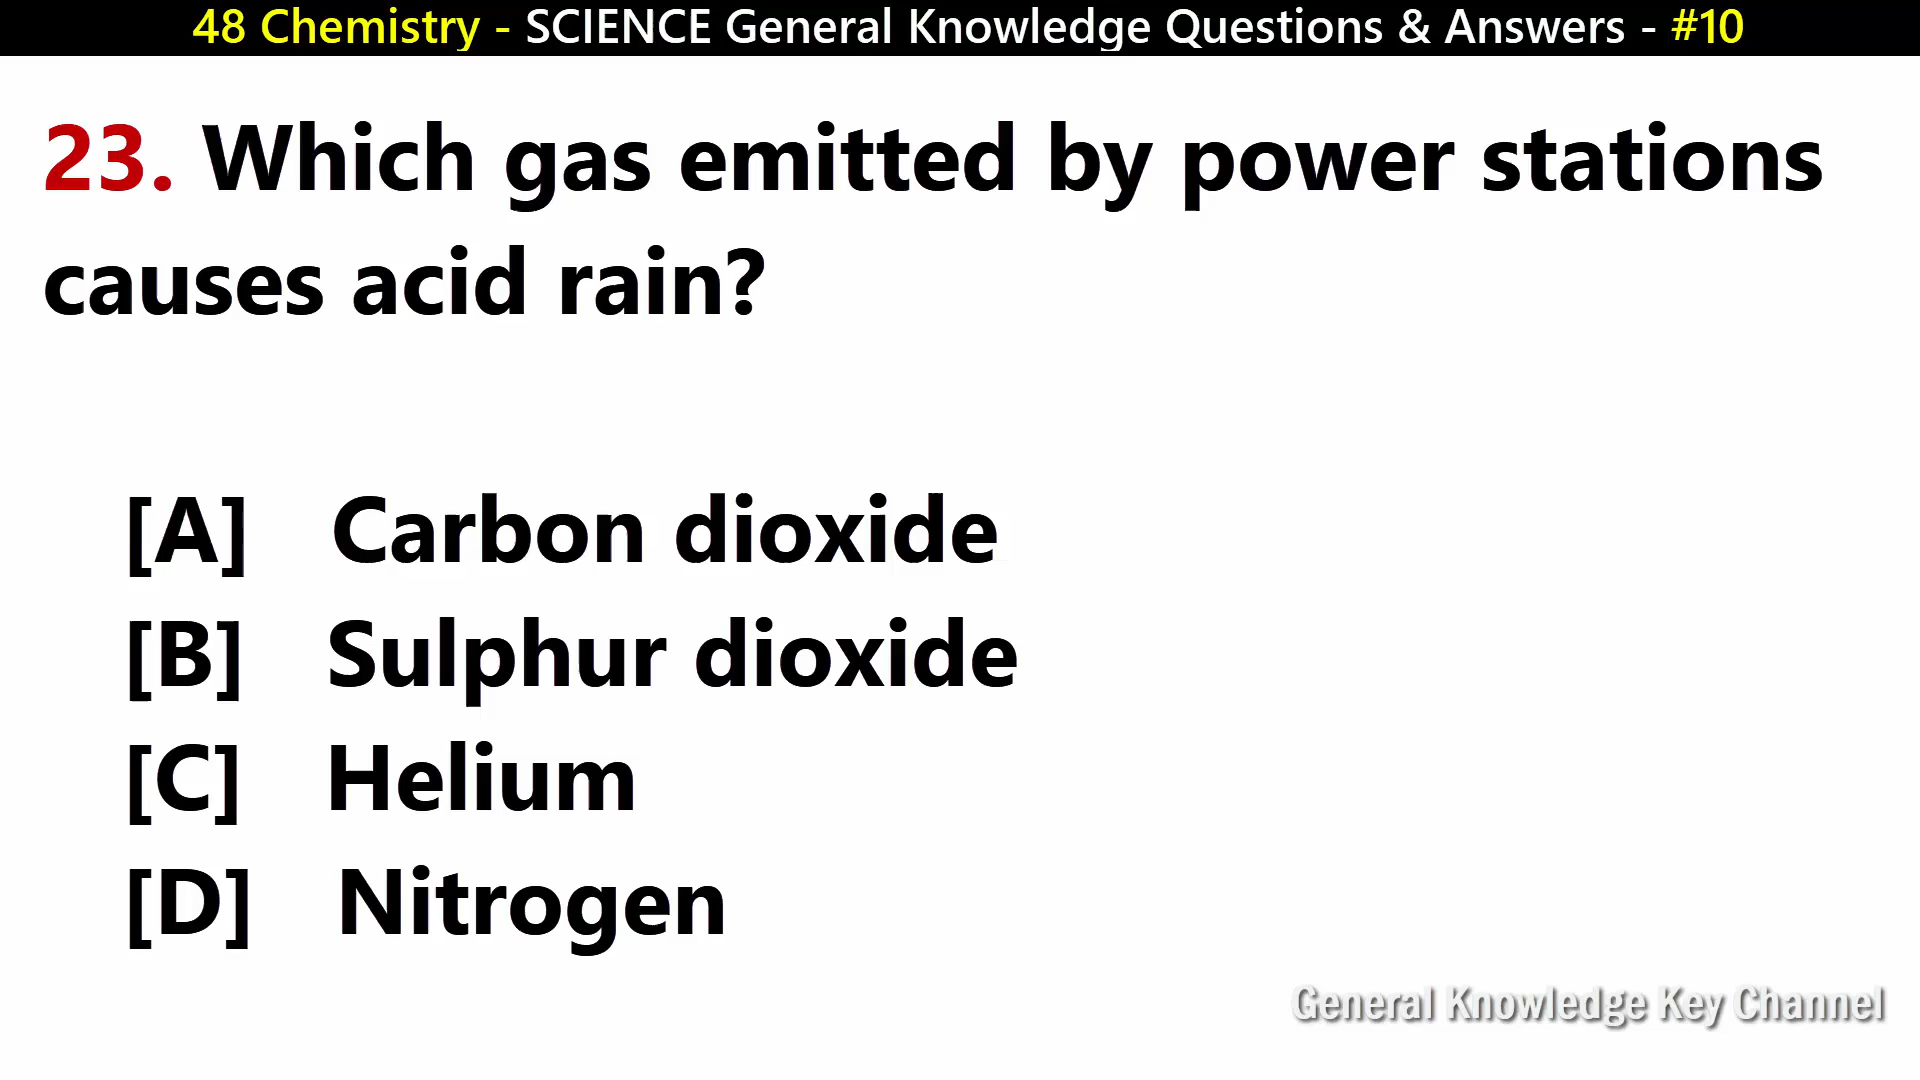 48 Chemistry - SCIENCE General Knowledge Questions & Answers - #10
23. Which gas emitted by power stations
causes acid rain?
[A] Carbon dioxide
[B] Sulphur dioxide
[C] Helium
[D] Nitrogen
General Knowledge Key Channel